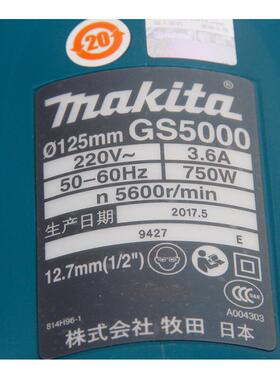 20
makita®
Ø125mm GS5000
220V~ 3.6A
50-60Hz 750W
n 5600r/min
生产日期 2017.5
9427 E
12.7mm(1/2")
CCC
814H96-1 A004303
株式会社 牧田 日本